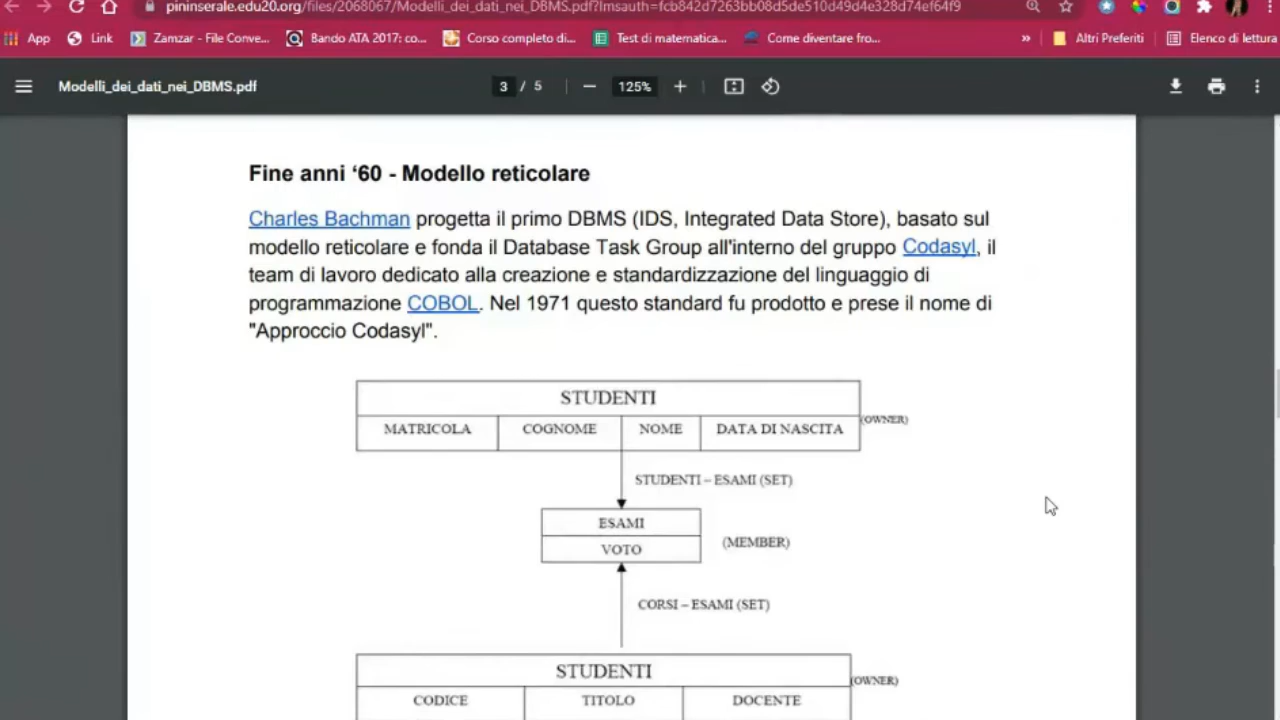 pininserale.edu20.org/files/2068067/Modelli_dei_dati_nei_DBMS.pdf?lmsauth=fcb842d7263bb08d5de510d49d4e328d74ef64f9
App Link Zamzar - File Conve... Bando ATA 2017: co... Corso completo di... Test di matematica... Come diventare fro... » Altri Preferiti Elenco di lettura
Modelli_dei_dati_nei_DBMS.pdf 3 / 5 125%
Fine anni ‘60 - Modello reticolare
Charles Bachman progetta il primo DBMS (IDS, Integrated Data Store), basato sul
modello reticolare e fonda il Database Task Group all'interno del gruppo Codasyl, il
team di lavoro dedicato alla creazione e standardizzazione del linguaggio di
programmazione COBOL. Nel 1971 questo standard fu prodotto e prese il nome di
"Approccio Codasyl".
STUDENTI
(OWNER)
MATRICOLA COGNOME NOME DATA DI NASCITA
STUDENTI – ESAMI (SET)
ESAMI
VOTO
(MEMBER)
CORSI – ESAMI (SET)
STUDENTI
(OWNER)
CODICE TITOLO DOCENTE